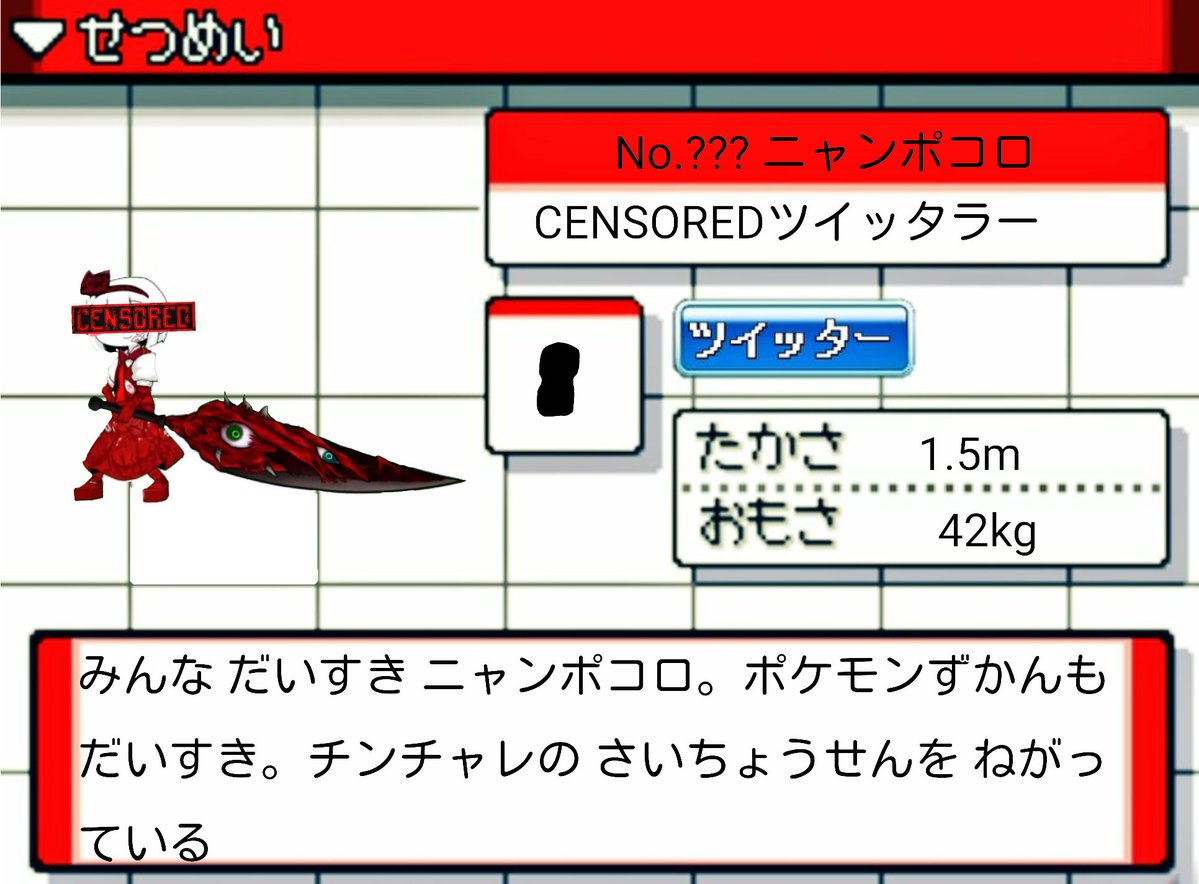 せつめい
No.??? ニャンポコロ
CENSOREDツイッタラー
CENSORED
ツイッター
たかさ 1.5m
おもさ 42kg
みんな だいすき ニャンポコロ。ポケモンずかんも
だいすき。チンチャレの さいちょうせんを ねがっ
ている